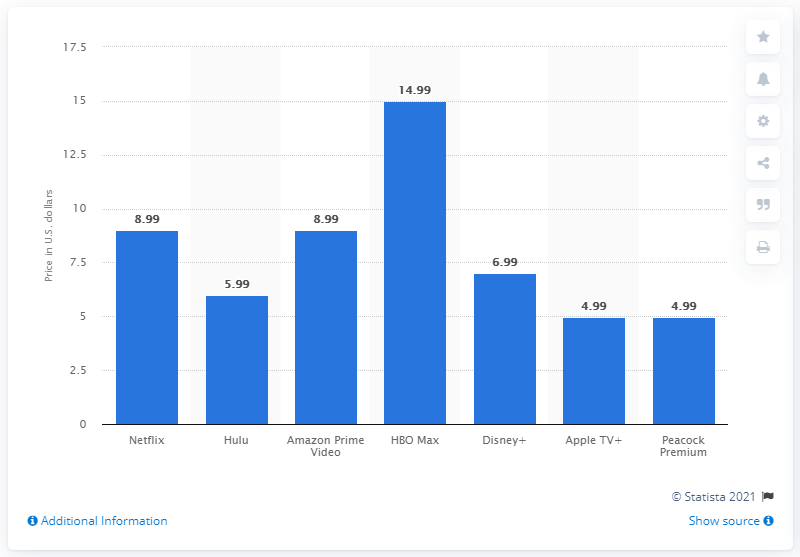 17.5
15
12.5
10
7.5
5
2.5
0
Price in U.S. dollars
8.99
5.99
8.99
14.99
6.99
4.99
4.99
Netflix
Hulu
Amazon Prime
Video
HBO Max
Disney+
Apple TV+
Peacock
Premium
© Statista 2021
Additional Information
Show source